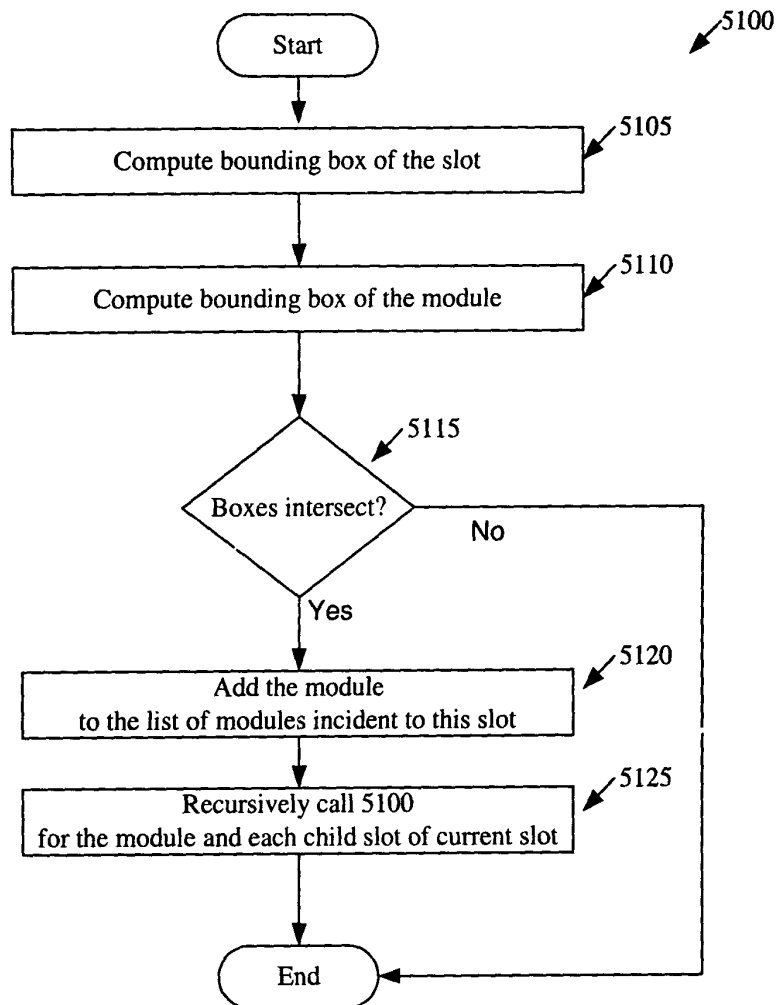 Start
5100
5105
Compute bounding box of the slot
5110
Compute bounding box of the module
5115
Boxes intersect?
No
Yes
5120
Add the module
to the list of modules incident to this slot
5125
Recursively call 5100
for the module and each child slot of current slot
End